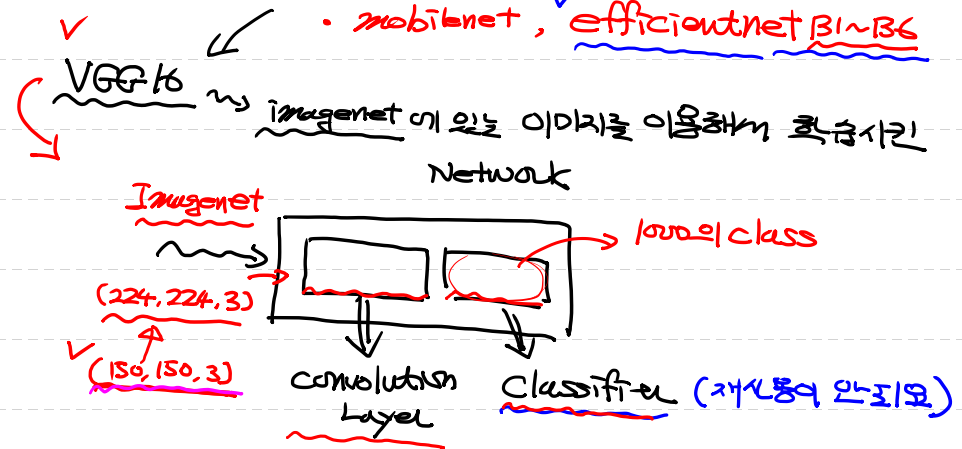 • mobilenet, efficientnet B1~B6
VGG16
imagenet에 있는 이미지를 이용해서 학습시킨
Network
Imagenet
1000의 class
(224, 224, 3)
(150, 150, 3)
Convolution
Layer
Classifier (재사용이 안되요)